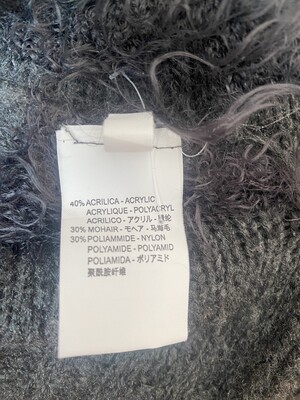 40% ACRILICA - ACRYLIC
ACRYLIQUE - POLYACRYL
ACRILICO - アクリル - 腈纶
30% MOHAIR - モヘア - 马海毛
30% POLIAMMIDE - NYLON
POLYAMIDE - POLYAMID
POLIAMIDA - ポリアミド
聚酰胺纤维